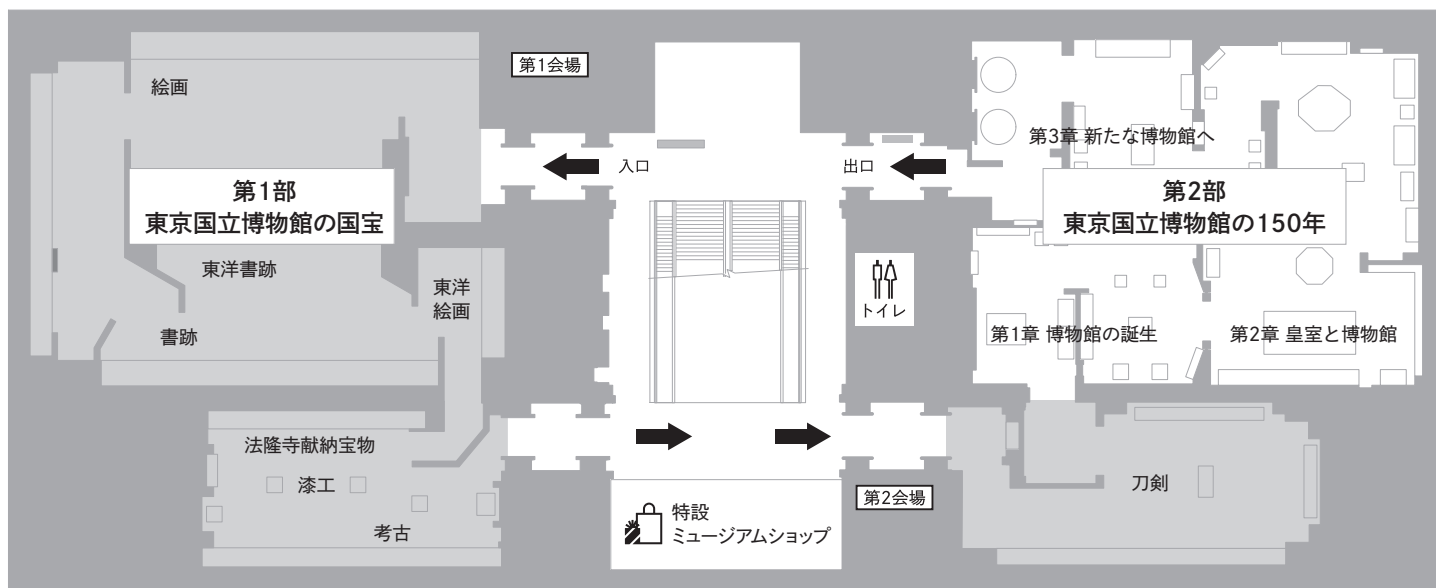 第1会場
絵画
第3章 新たな博物館へ
入口
出口
第1部
東京国立博物館の国宝
第2部
東京国立博物館の150年
東洋書跡
東洋
絵画
トイレ
書跡
第1章 博物館の誕生
第2章 皇室と博物館
法隆寺献納宝物
漆工
考古
第2会場
刀剣
特設
ミュージアムショップ